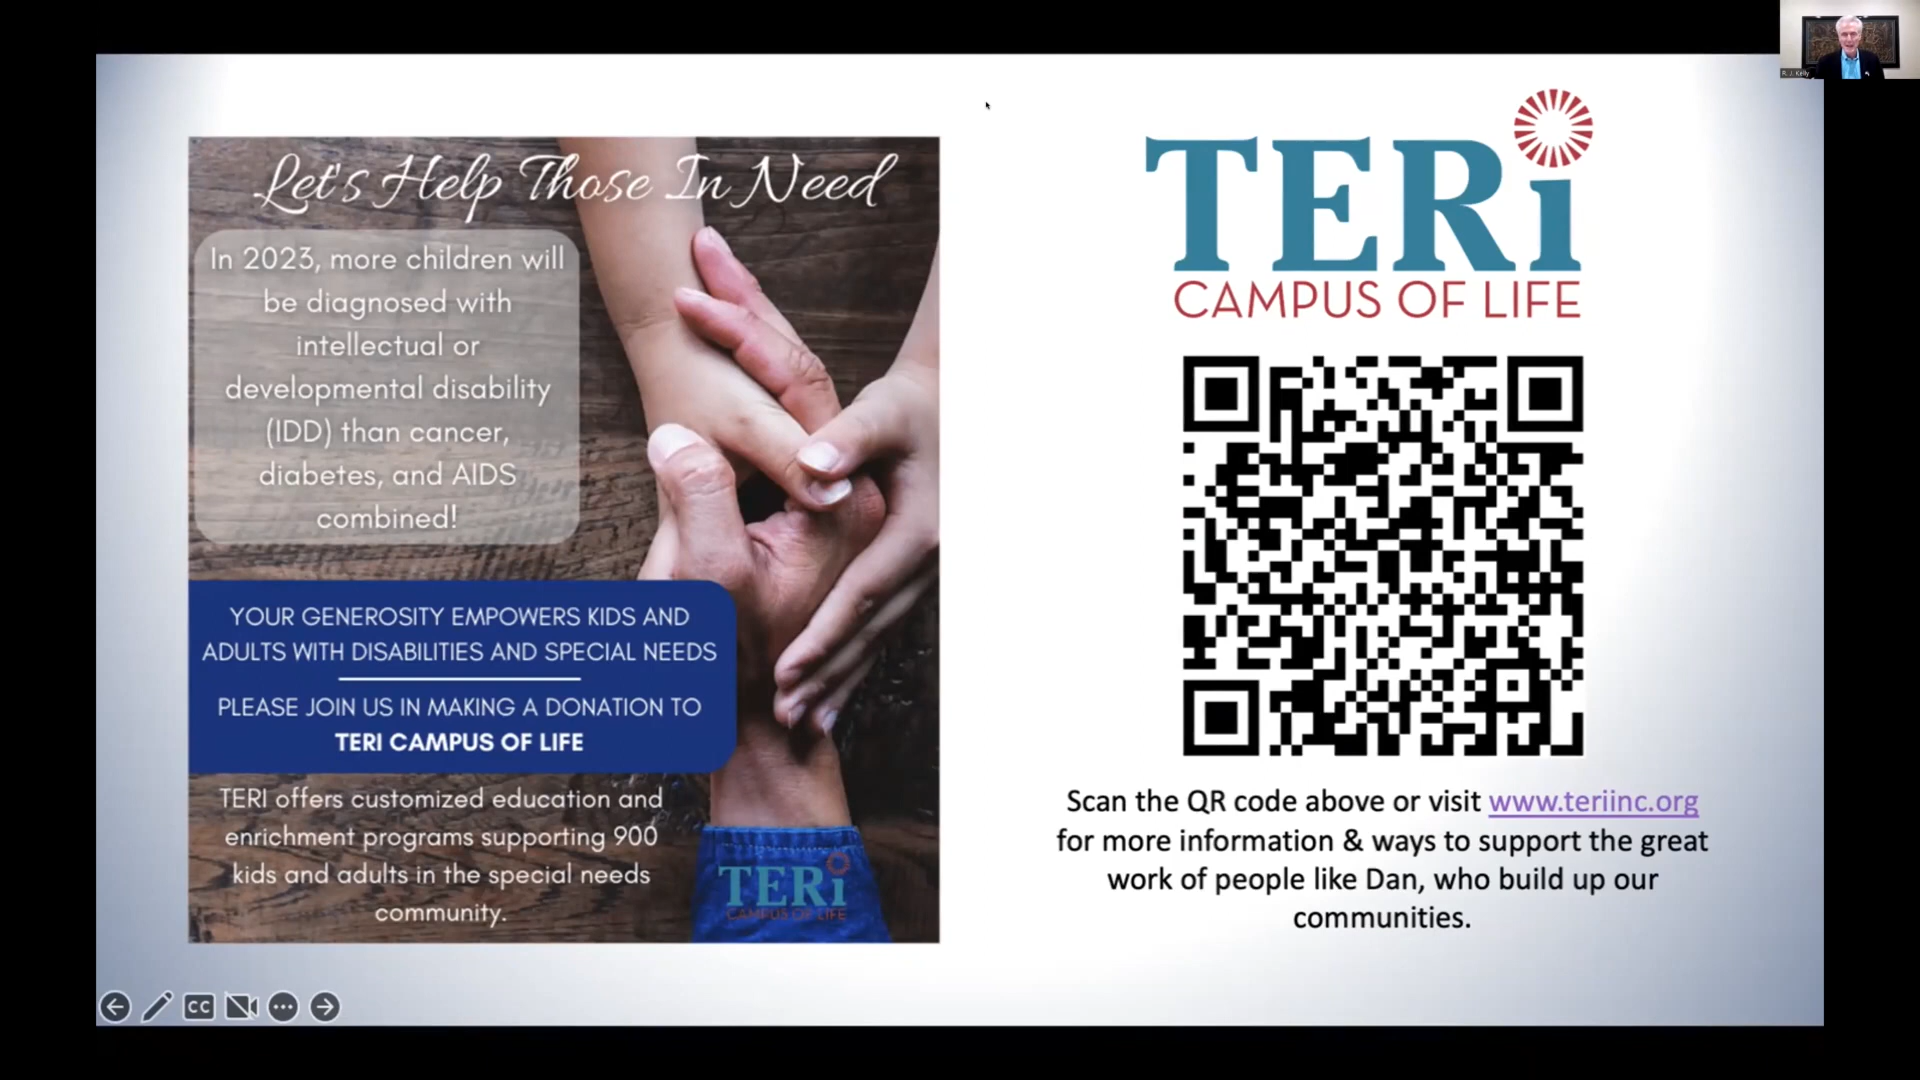 R. J. Kelly
Let's Help Those In Need
In 2023, more children will
be diagnosed with
intellectual or
developmental disability
(IDD) than cancer,
diabetes, and AIDS
combined!
YOUR GENEROSITY EMPOWERS KIDS AND
ADULTS WITH DISABILITIES AND SPECIAL NEEDS
PLEASE JOIN US IN MAKING A DONATION TO
TERI CAMPUS OF LIFE
TERI offers customized education and
enrichment programs supporting 900
kids and adults in the special needs
community.
TERi
CAMPUS OF LIFE
TERi
CAMPUS OF LIFE
Scan the QR code above or visit www.teriinc.org
for more information & ways to support the great
work of people like Dan, who build up our
communities.
CC